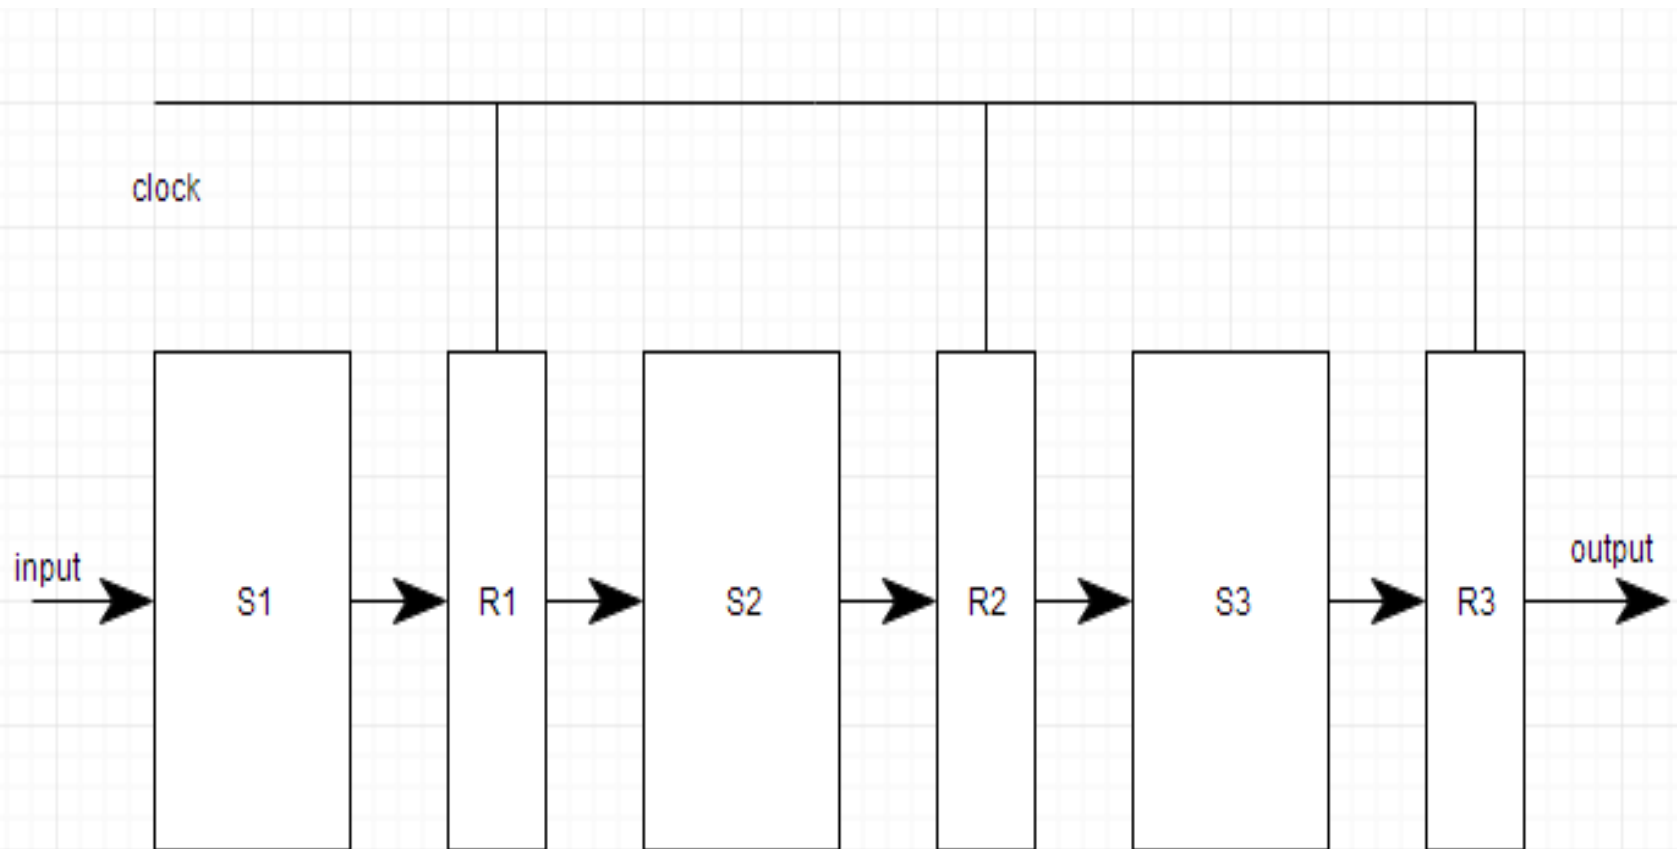 clock
input
S1
R1
S2
R2
S3
R3
output